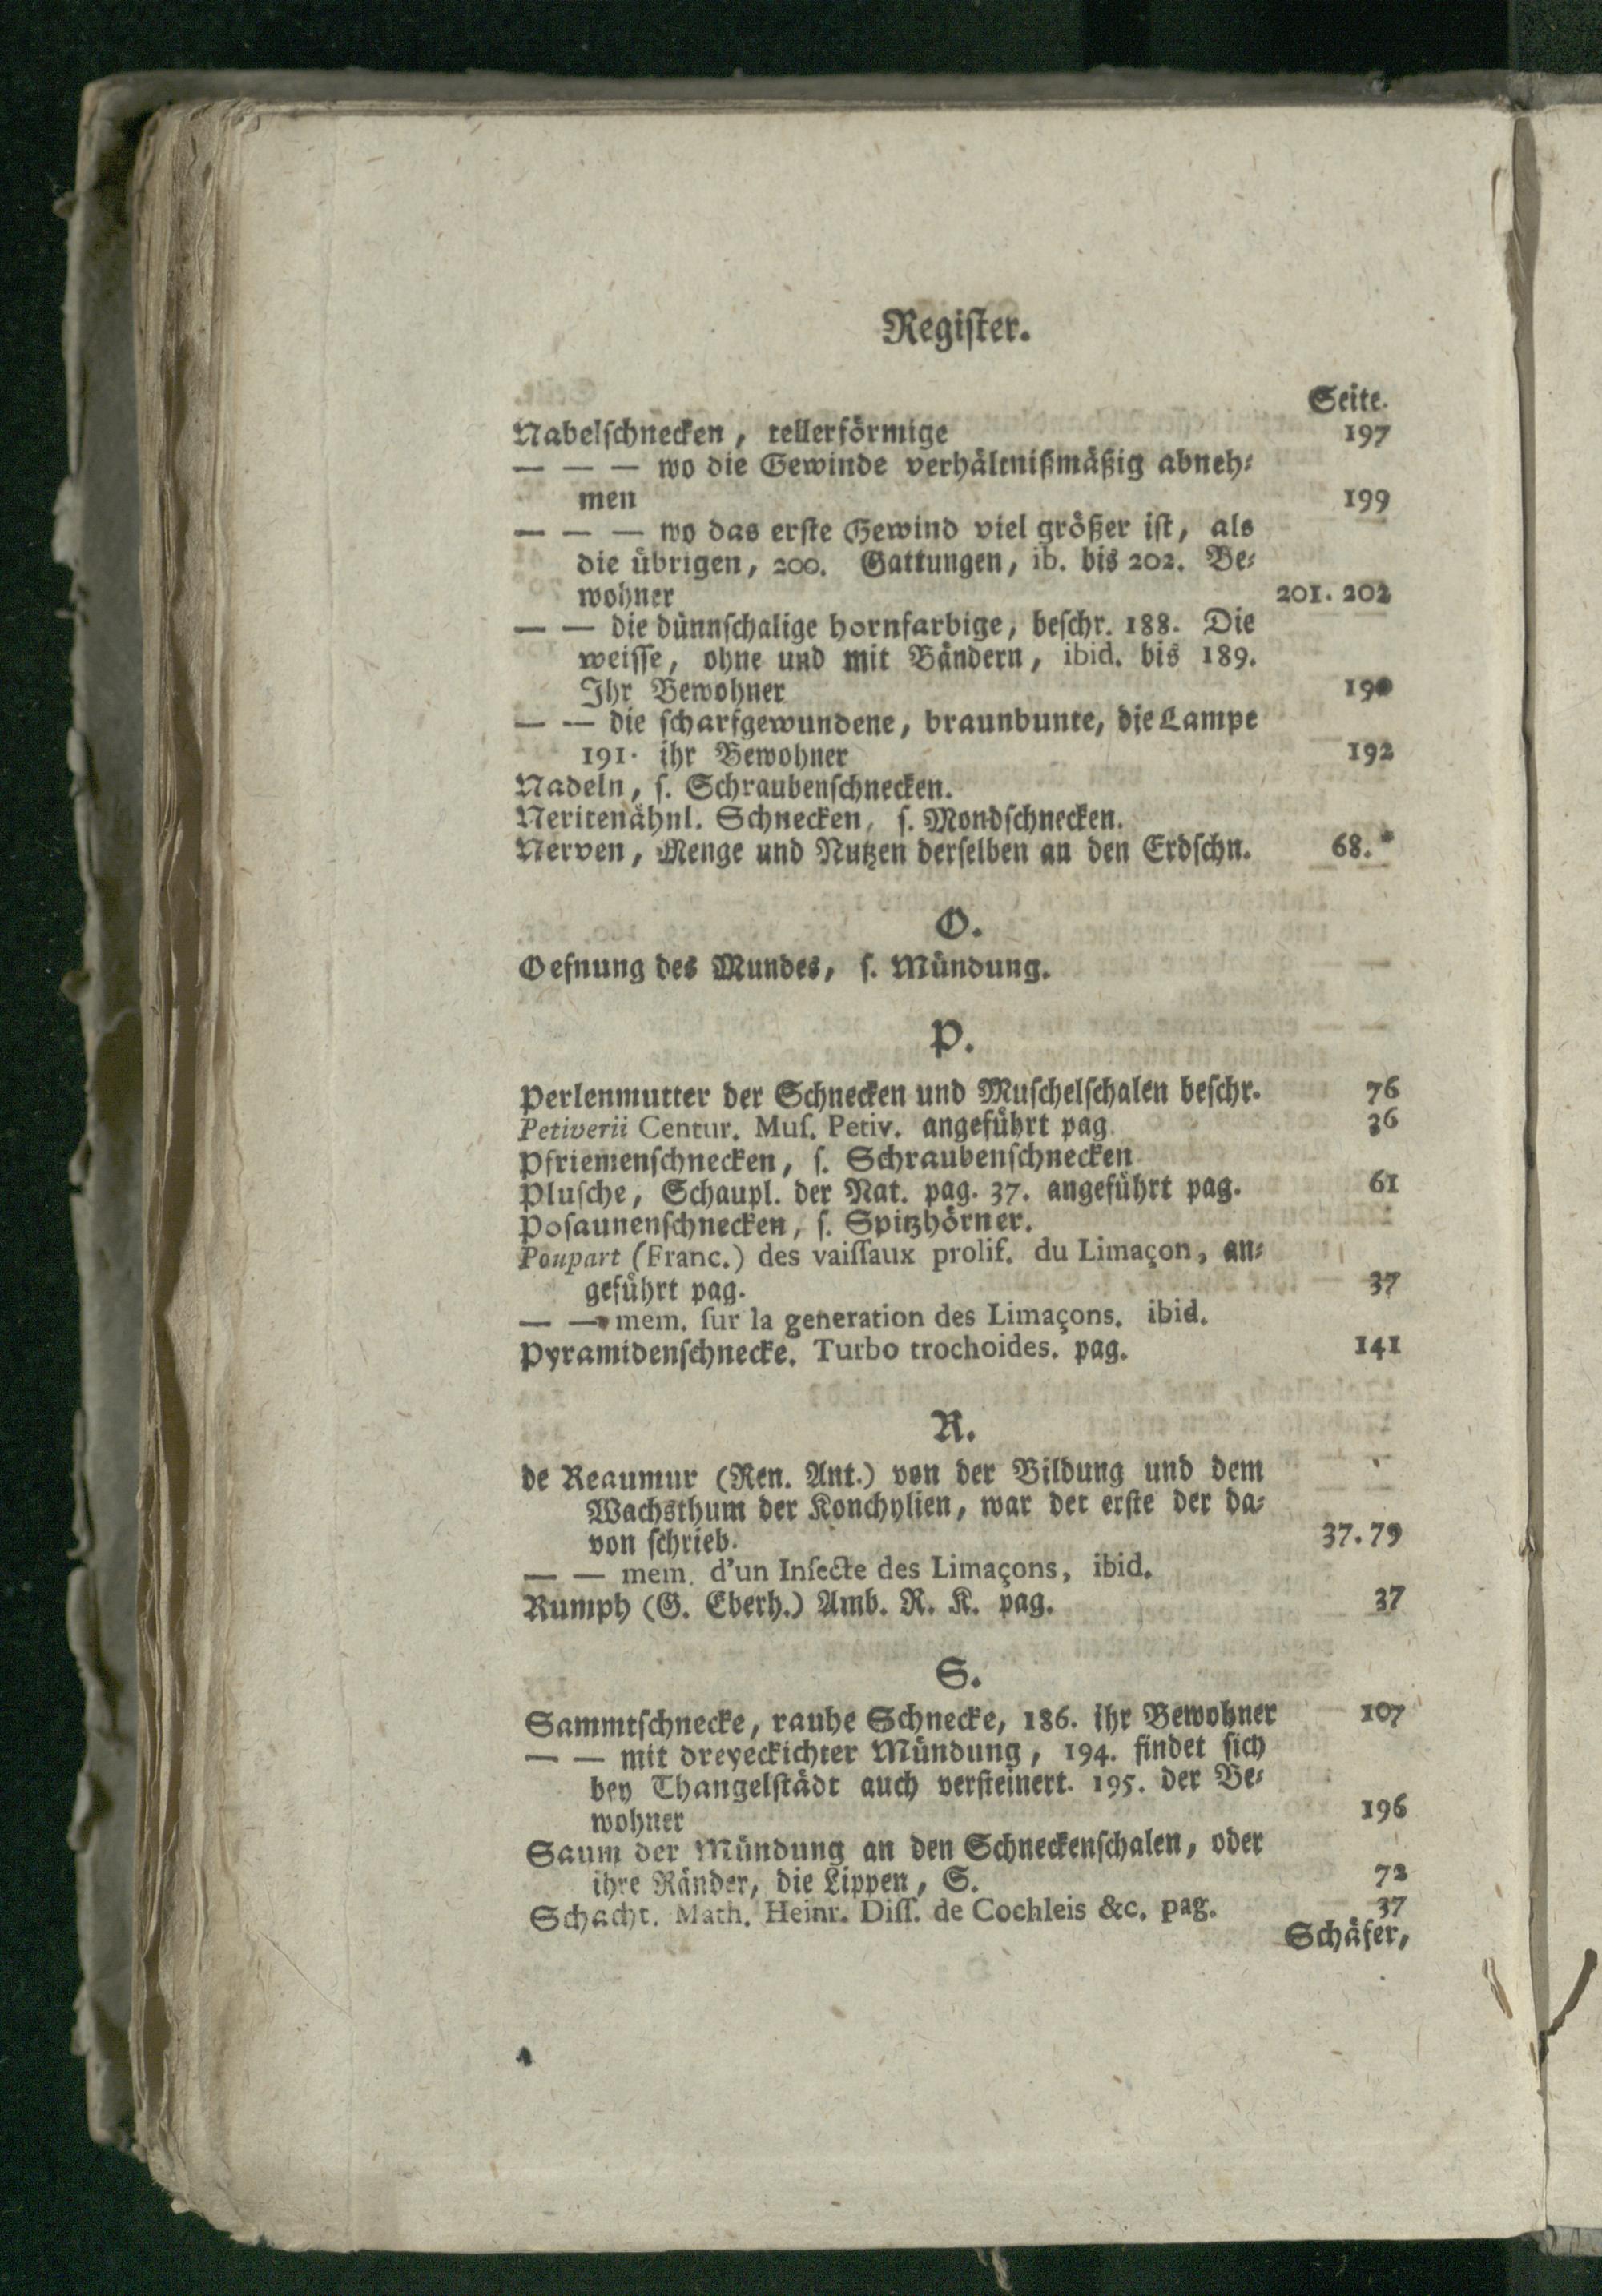 Register.
Seite.
Nabelschnecken, tellerförmige 197
— — — wo die Gewinde verhältnißmäßig abneh-
men 199
— — — wo das erste Gewind viel größer ist, als
die übrigen, 200. Gattungen, ib. bis 202. Be-
wohner 201. 202
— — die dünnschalige hornfarbige, beschr. 188. Die
weisse, ohne und mit Bändern, ibid. bis 189.
Ihr Bewohner 190
— — die scharfgewundene, braunbunte, die Lampe
191. ihr Bewohner 192
Nadeln, s. Schraubenschnecken.
Neritenähnl. Schnecken, s. Mondschnecken.
Nerven, Menge und Nutzen derselben an den Erdschn. 68. *
O.
Oefnung des Mundes, s. Mündung.
P.
Perlenmutter der Schnecken und Muschelschalen beschr. 76
Petiverii Centur. Muſ. Petiv. angeführt pag. 36
Pfriemenschnecken, s. Schraubenschnecken
Plusche, Schaupl. der Nat. pag. 37. angeführt pag. 61
Posaunenschnecken, s. Spitzhörner.
Poupart (Franc.) des vaiſſaux prolif. du Limaçon, an-
geführt pag. 37
— — mem. ſur la generation des Limaçons. ibid.
Pyramidenschnecke. Turbo trochoides. pag. 141
R.
de Reaumur (Ren. Ant.) von der Bildung und dem
Wachsthum der Konchylien, war der erste der da-
von schrieb. 37. 79
— — mem. d'un Inſecte des Limaçons, ibid.
Rumph (G. Eberh.) Amb. R. K. pag. 37
S.
Sammtschnecke, rauhe Schnecke, 186. ihr Bewohner 107
— — mit dreyeckichter Mündung, 194. findet sich
bey Thangelstädt auch versteinert. 195. der Be-
wohner 196
Saum der Mündung an den Schneckenschalen, oder
ihre Ränder, die Lippen, S. 72
Schacht. Math. Heinr. Diſſ. de Cochleis &c. pag. 37
Schäfer,